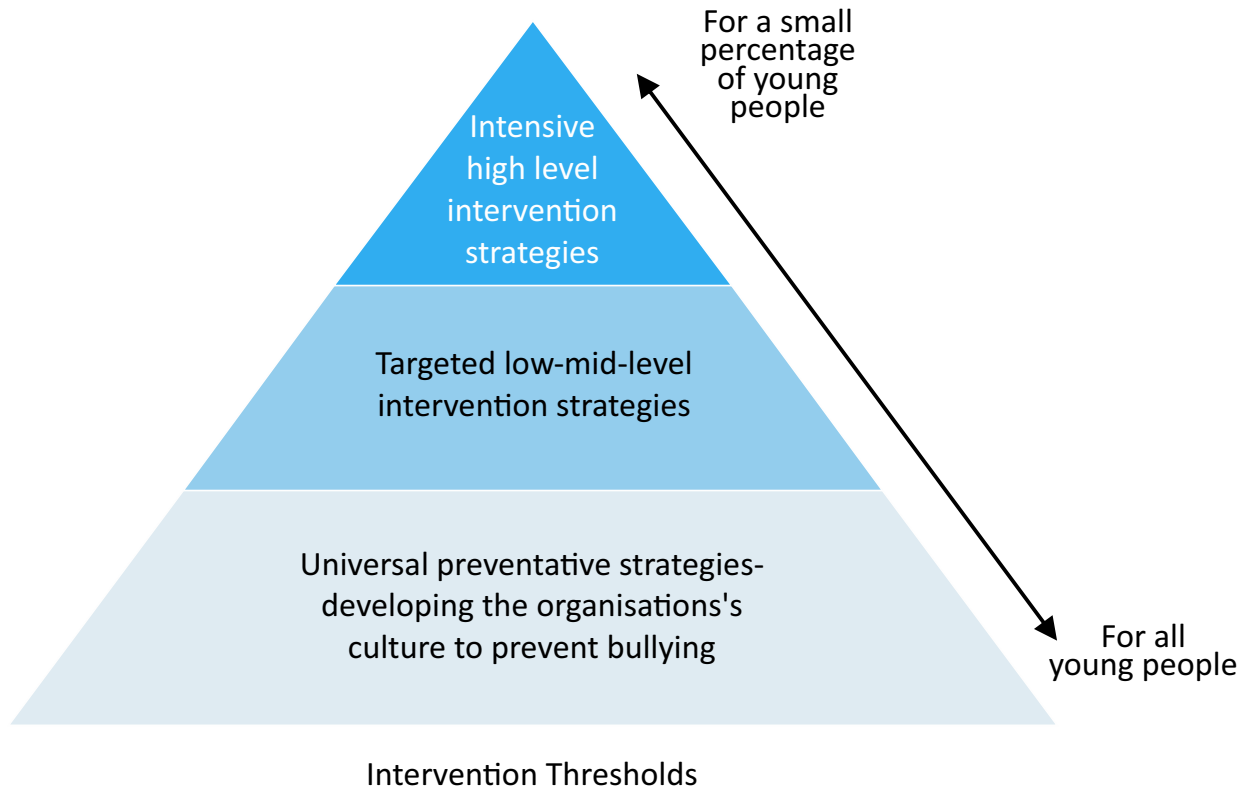 For a small
percentage
of young
people
Intensive
high level
intervention
strategies
Targeted low-mid-level
intervention strategies
Universal preventative strategies-
developing the organisations's
culture to prevent bullying
For all
young people
Intervention Thresholds